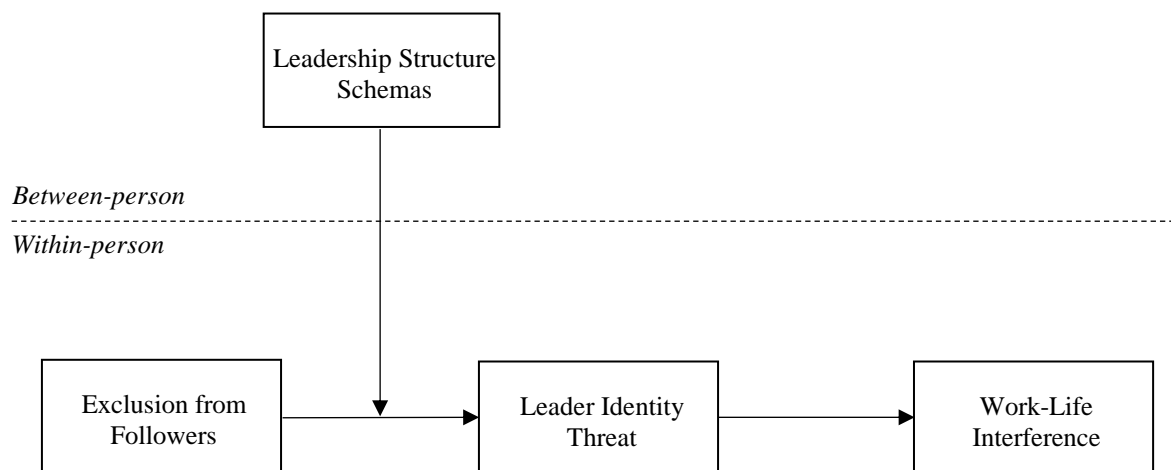 Leadership Structure
Schemas
Between-person
Within-person
Exclusion from
Followers
Leader Identity
Threat
Work-Life
Interference